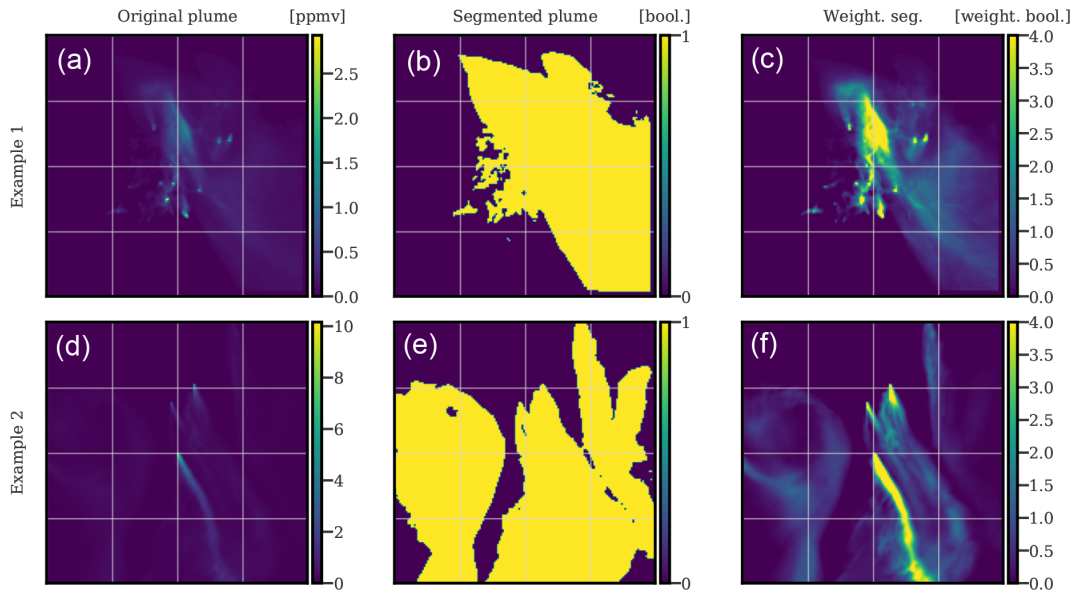 Original plume [ppmv] Segmented plume [bool.] Weight. seg. [weight. bool.]
Example 1
(a) (b) (c)
2.5 1 4.0
2.0 3.5
1.5 3.0
1.0 2.5
0.5 2.0
0.0 0 1.5
1.0
0.5
0.0
Example 2
(d) (e) (f)
10 1 4.0
8 3.5
6 3.0
4 2.5
2 2.0
0 0 1.5
1.0
0.5
0.0